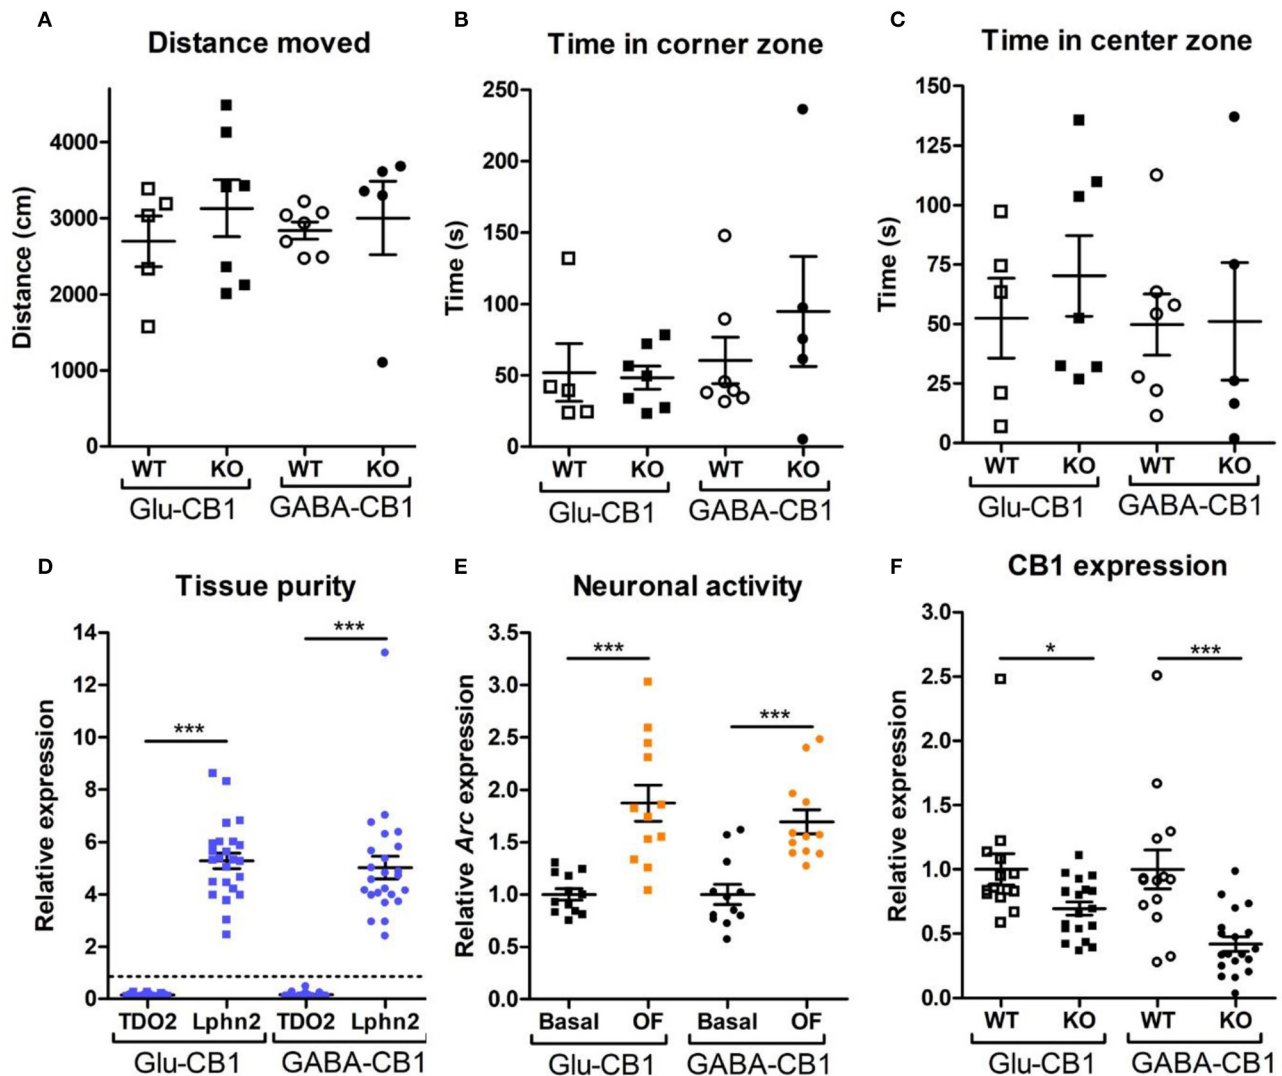 A
Distance moved
Distance (cm)
4000
3000
2000
1000
0
WT KO WT KO
Glu-CB1 GABA-CB1
B
Time in corner zone
Time (s)
250
200
150
100
50
0
WT KO WT KO
Glu-CB1 GABA-CB1
C
Time in center zone
Time (s)
150
125
100
75
50
25
0
WT KO WT KO
Glu-CB1 GABA-CB1
D
Tissue purity
Relative expression
14
12
10
8
6
4
2
0
***
***
TDO2 Lphn2 TDO2 Lphn2
Glu-CB1 GABA-CB1
E
Neuronal activity
Relative Arc expression
3.5
3.0
2.5
2.0
1.5
1.0
0.5
0.0
***
***
Basal OF Basal OF
Glu-CB1 GABA-CB1
F
CB1 expression
Relative expression
3.0
2.5
2.0
1.5
1.0
0.5
0.0
*
***
WT KO WT KO
Glu-CB1 GABA-CB1